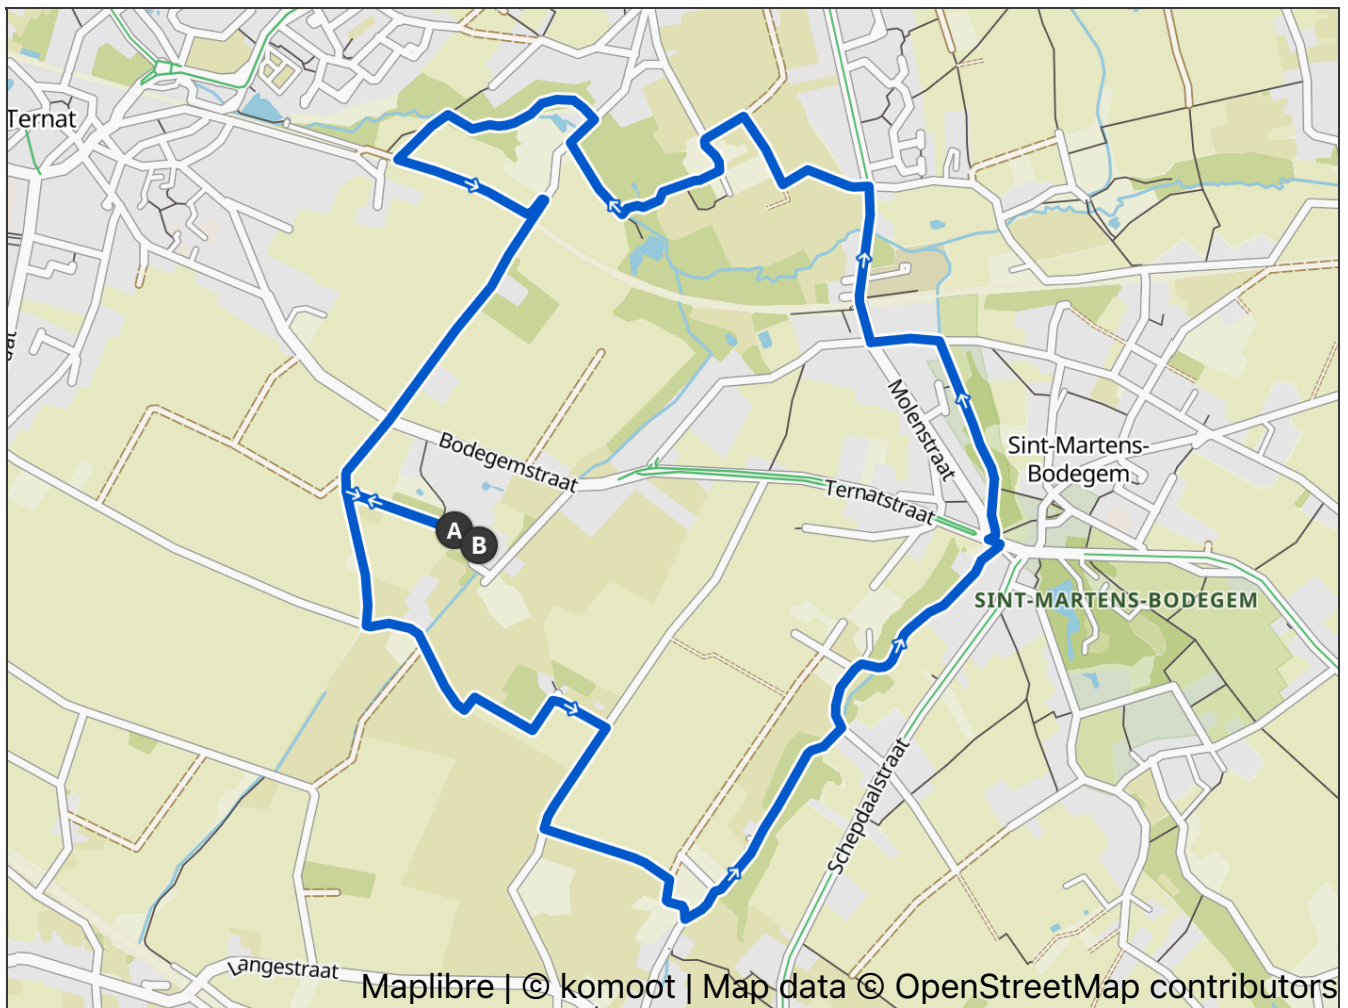 Ternat
Molenstraat
Bodegemstraat
Sint-Martens-
Bodegem
Ternatstraat
A
B
SINT-MARTENS-BODEGEM
Schepdaalstraat
Langestraat
Maplibre | © komoot | Map data © OpenStreetMap contributors